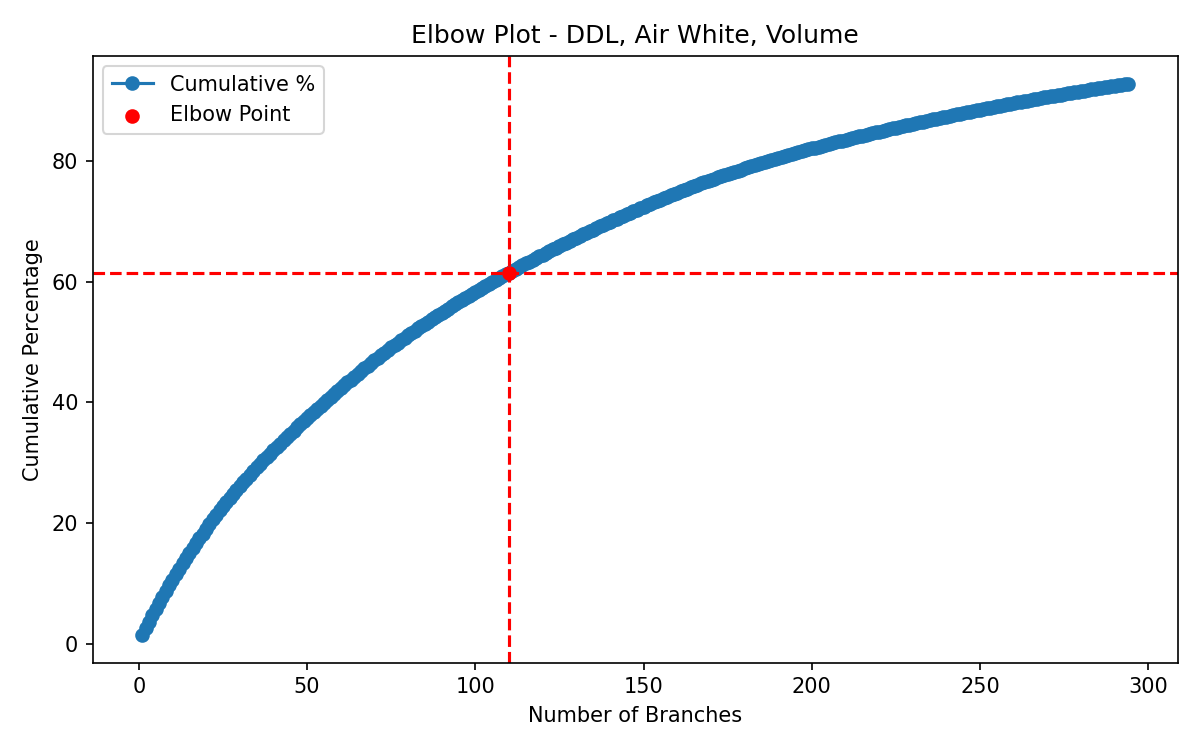 Elbow Plot - DDL, Air White, Volume
Cumulative %
Elbow Point
Cumulative Percentage
80
60
40
20
0
0 50 100 150 200 250 300
Number of Branches